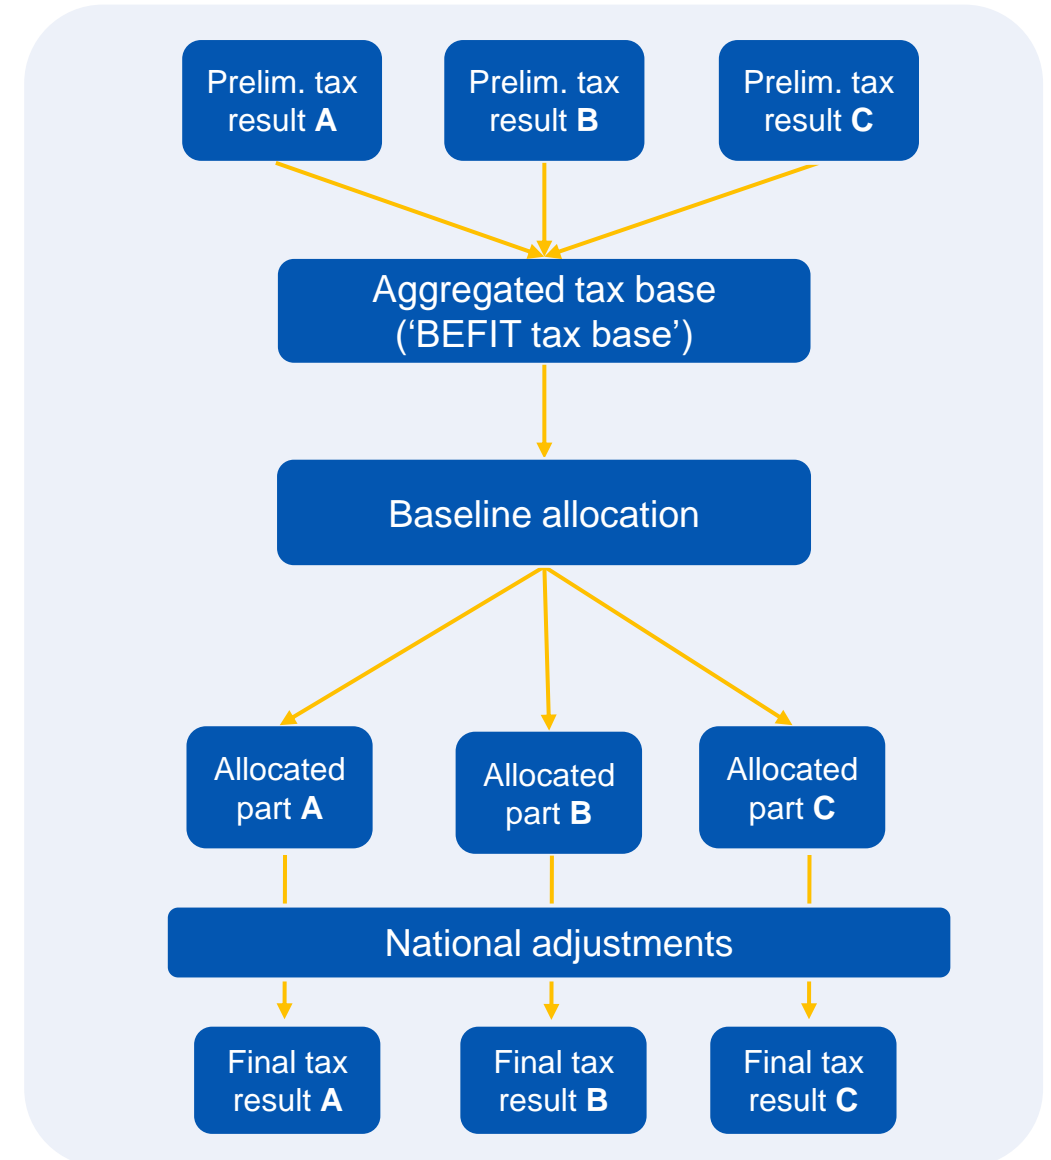 Prelim. tax
result A
Prelim. tax
result B
Prelim. tax
result C
Aggregated tax base
(‘BEFIT tax base’)
Baseline allocation
Allocated
part A
Allocated
part B
Allocated
part C
National adjustments
Final tax
result A
Final tax
result B
Final tax
result C